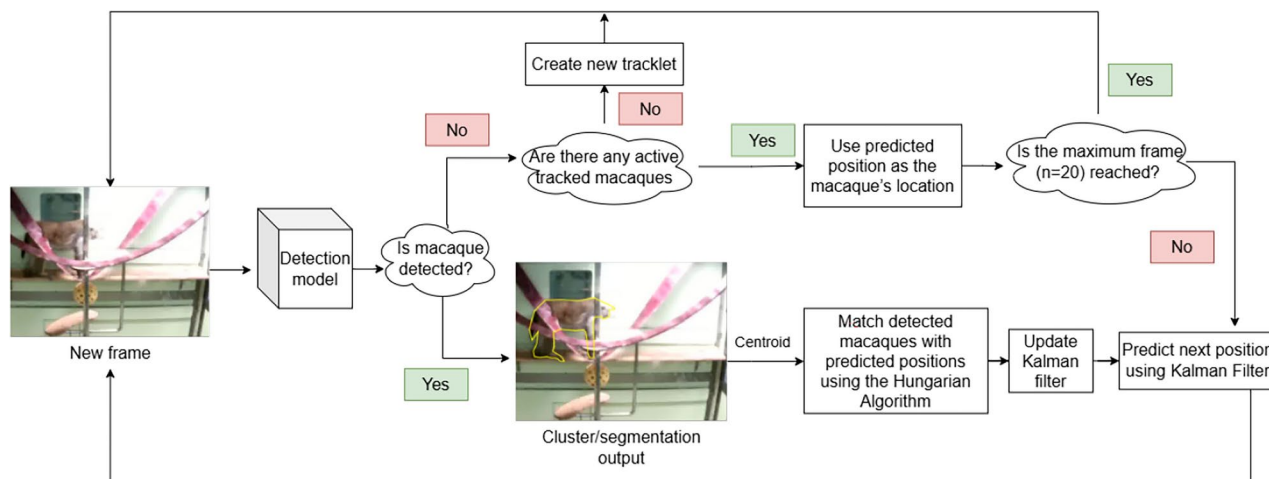 Create new tracklet
Yes
No
No
Are there any active
tracked macaques
Yes
Use predicted
position as the
macaque's location
Is the maximum frame
(n=20) reached?
No
New frame
Detection
model
Is macaque
detected?
Yes
Cluster/segmentation
output
Centroid
Match detected
macaques with
predicted positions
using the Hungarian
Algorithm
Update
Kalman
filter
Predict next position
using Kalman Filter